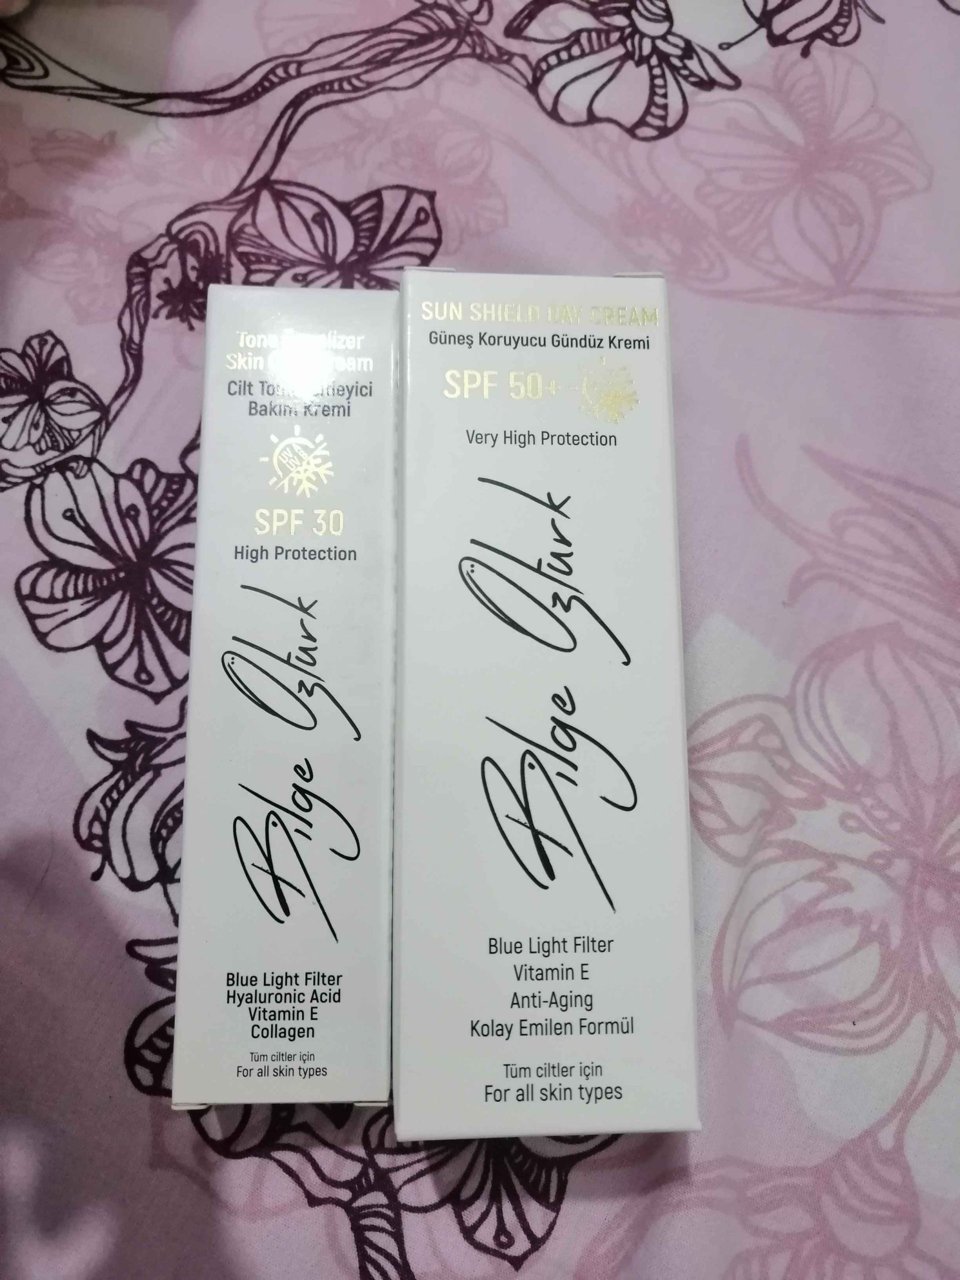 Skin
Cilt
Bakım Kremi
UV
SPF 30
High Protection
Bilge Öztürk
Blue Light Filter
Hyaluronic Acid
Vitamin E
Collagen
Tüm ciltler için
For all skin types
SUN SHIELD DAY CREAM
Güneş Koruyucu Gündüz Kremi
SPF 50+
Very High Protection
Bilge Öztürk
Blue Light Filter
Vitamin E
Anti-Aging
Kolay Emilen Formül
Tüm ciltler için
For all skin types